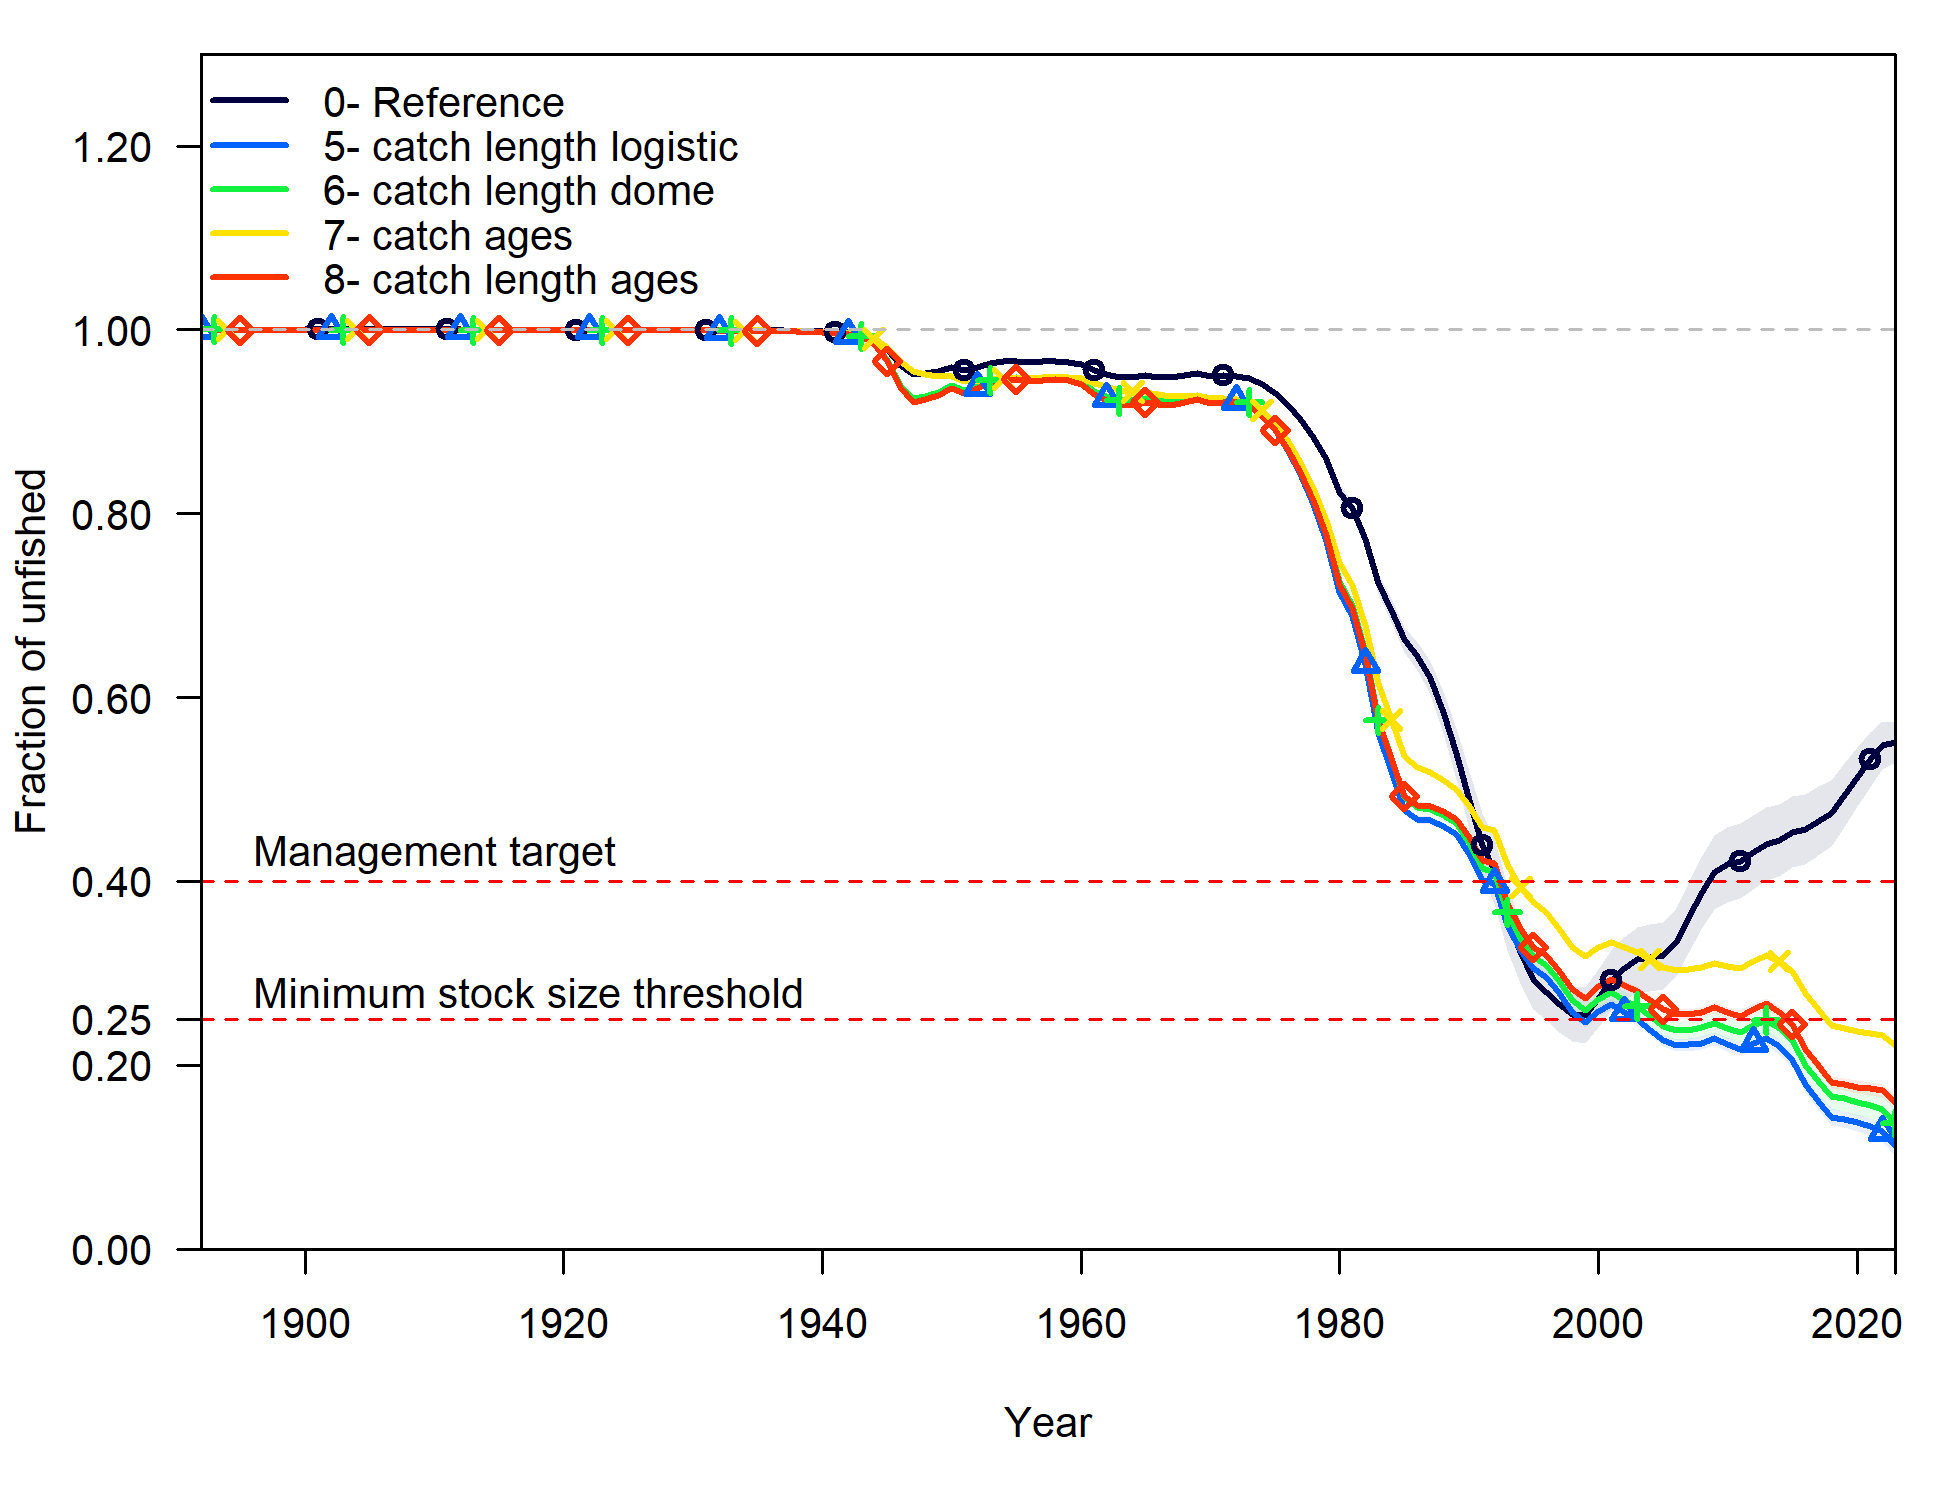 0- Reference
5- catch length logistic
6- catch length dome
7- catch ages
8- catch length ages
1.20
1.00
0.80
0.60
0.40
0.25
0.20
0.00
Fraction of unfished
Management target
Minimum stock size threshold
1900 1920 1940 1960 1980 2000 2020
Year